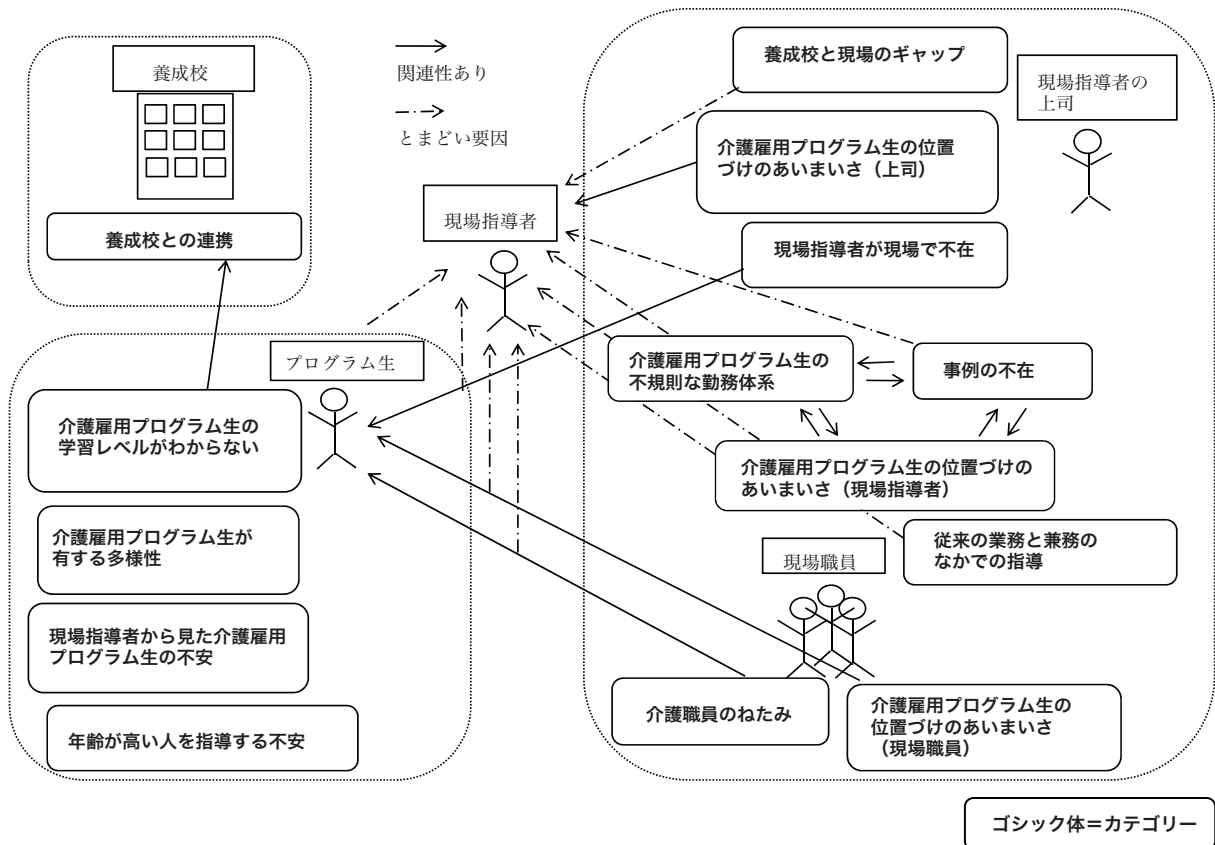 養成校
養成校との連携
関連性あり
とまどい要因
現場指導者
養成校と現場のギャップ
現場指導者の
上司
介護雇用プログラム生の位置
づけのあいまいさ（上司）
現場指導者が現場で不在
プログラム生
介護雇用プログラム生の
学習レベルがわからない
介護雇用プログラム生が
有する多様性
現場指導者から見た介護雇用
プログラム生の不安
年齢が高い人を指導する不安
介護雇用プログラム生の
不規則な勤務体系
事例の不在
介護雇用プログラム生の位置づけの
あいまいさ（現場指導者）
従来の業務と兼務の
なかでの指導
現場職員
介護職員のねたみ
介護雇用プログラム生の
位置づけのあいまいさ
（現場職員）
ゴシック体＝カテゴリー